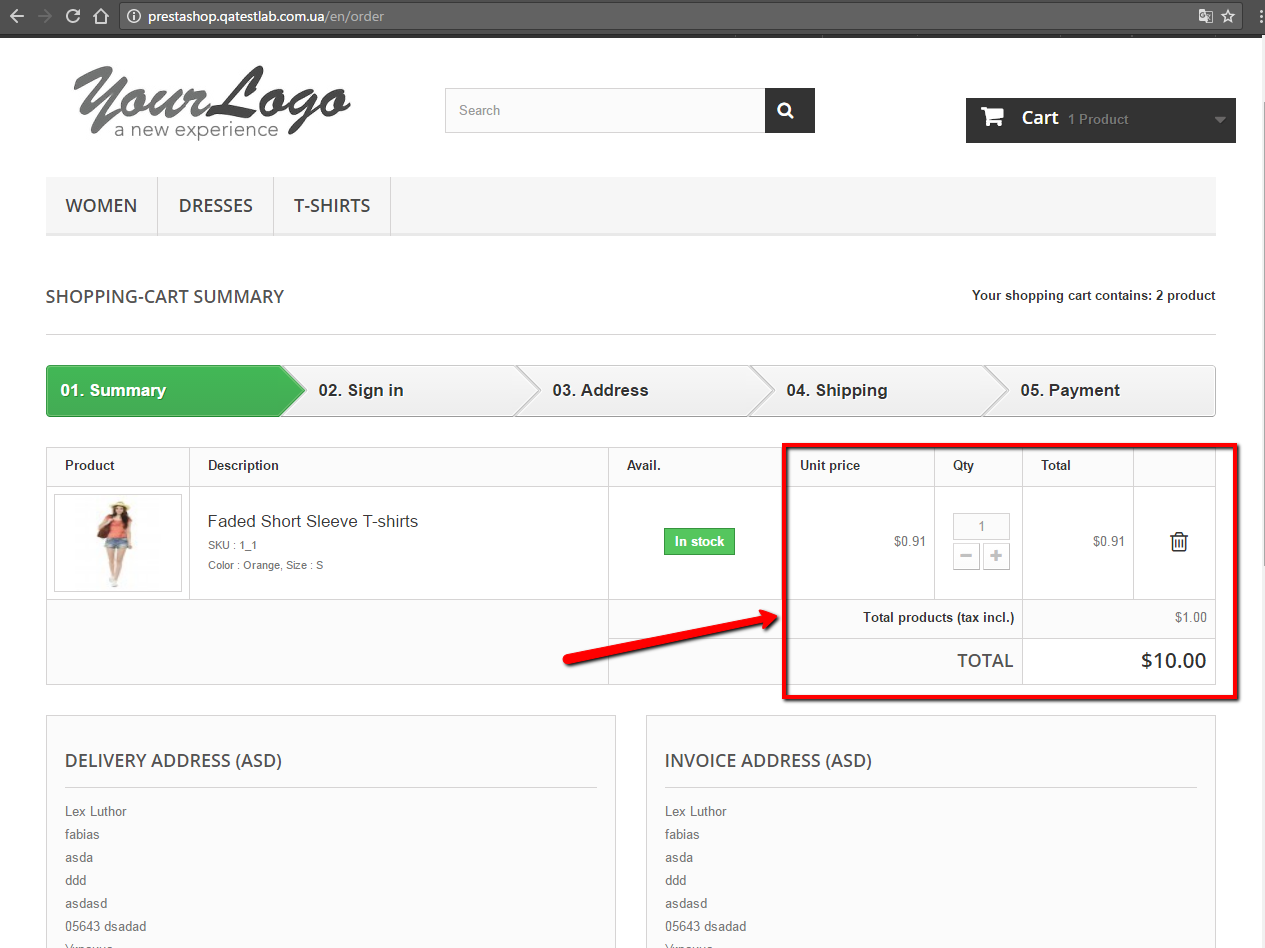 prestashop.qatestlab.com.ua/en/order
YourLogo
a new experience
Search
Cart 1 Product
WOMEN DRESSES T-SHIRTS
SHOPPING-CART SUMMARY
Your shopping cart contains: 2 product
01. Summary 02. Sign in 03. Address 04. Shipping 05. Payment
Product Description Avail. Unit price Qty Total
Faded Short Sleeve T-shirts
SKU : 1_1
Color : Orange, Size : S
In stock
$0.91
1
$0.91
Total products (tax incl.) $1.00
TOTAL $10.00
DELIVERY ADDRESS (ASD)
Lex Luthor
fabias
asda
ddd
asdasd
05643 dsadad
INVOICE ADDRESS (ASD)
Lex Luthor
fabias
asda
ddd
asdasd
05643 dsadad